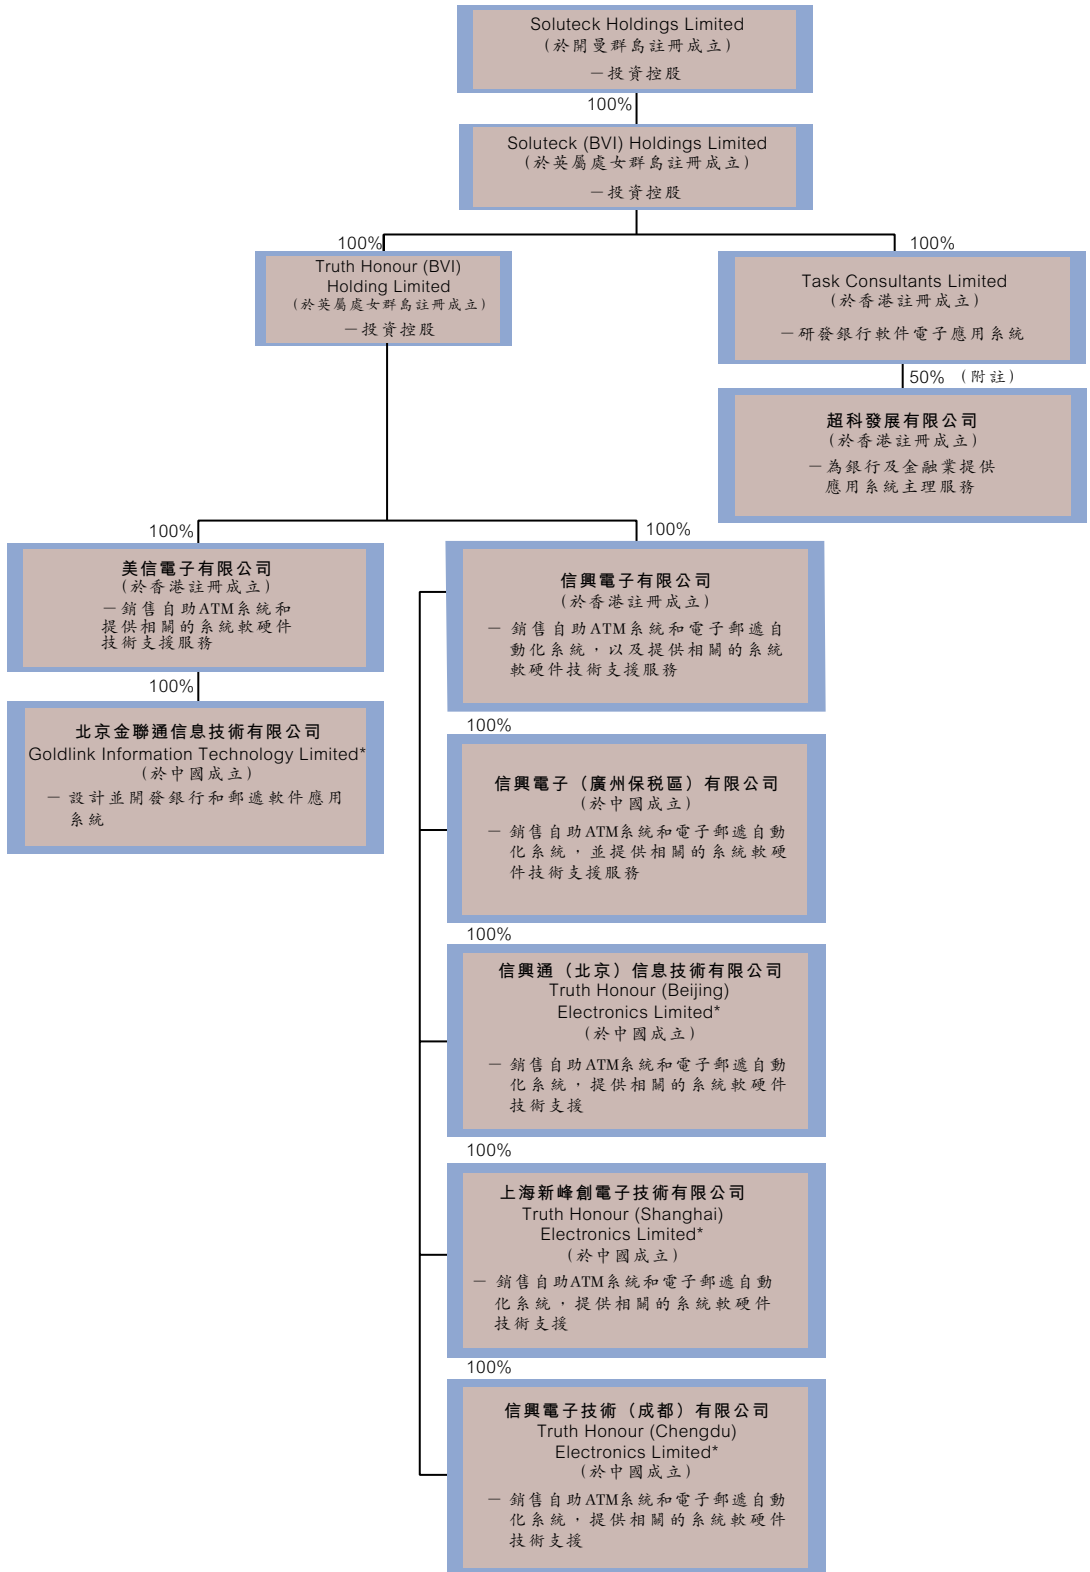 Soluteck Holdings Limited
(於開曼群島註冊成立)
－投資控股
100%
Soluteck (BVI) Holdings Limited
(於英屬處女群島註冊成立)
－投資控股
100%
100%
Truth Honour (BVI)
Holding Limited
(於英屬處女群島註冊成立)
－投資控股
Task Consultants Limited
(於香港註冊成立)
－研發銀行軟件電子應用系統
50% (附註)
超科發展有限公司
(於香港註冊成立)
－為銀行及金融業提供
應用系統主理服務
100%
100%
美信電子有限公司
(於香港註冊成立)
－銷售自助ATM系統和
提供相關的系統軟硬件
技術支援服務
100%
北京金聯通信息技術有限公司
Goldlink Information Technology Limited*
(於中國成立)
－ 設計並開發銀行和郵遞軟件應用
系統
信興電子有限公司
(於香港註冊成立)
－ 銷售自助ATM系統和電子郵遞自
動化系統，以及提供相關的系統
軟硬件技術支援服務
100%
信興電子（廣州保稅區）有限公司
(於中國成立)
－ 銷售自助ATM系統和電子郵遞自動
化系統，並提供相關的系統軟硬
件技術支援服務
100%
信興通（北京）信息技術有限公司
Truth Honour (Beijing)
Electronics Limited*
(於中國成立)
－ 銷售自助ATM系統和電子郵遞自動
化系統，提供相關的系統軟硬件
技術支援
100%
上海新峰創電子技術有限公司
Truth Honour (Shanghai)
Electronics Limited*
(於中國成立)
－ 銷售自助ATM系統和電子郵遞自動
化系統，提供相關的系統軟硬件
技術支援
100%
信興電子技術（成都）有限公司
Truth Honour (Chengdu)
Electronics Limited*
(於中國成立)
－ 銷售自助ATM系統和電子郵遞自動
化系統，提供相關的系統軟硬件
技術支援